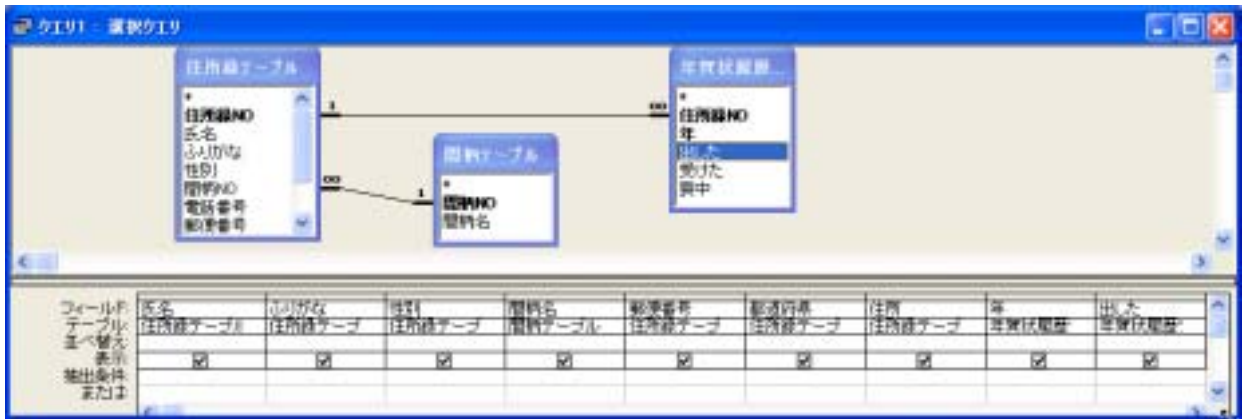 クエリ1 - 選択クエリ
住所録テーブル
*
住所録NO
氏名
ふりがな
性別
間柄NO
電話番号
郵便番号
1
∞
∞
1
間柄テーブル
*
間柄NO
間柄名
年賀状履歴...
*
住所録NO
年
出した
受けた
喪中
フィールド: 氏名 ふりがな 性別 間柄名 郵便番号 都道府県 住所 年 出した
テーブル: 住所録テーブル 住所録テーブ 住所録テーブ 間柄テーブル 住所録テーブ 住所録テーブ 住所録テーブ 年賀状履歴 年賀状履歴
並べ替え:
表示:
抽出条件:
または: